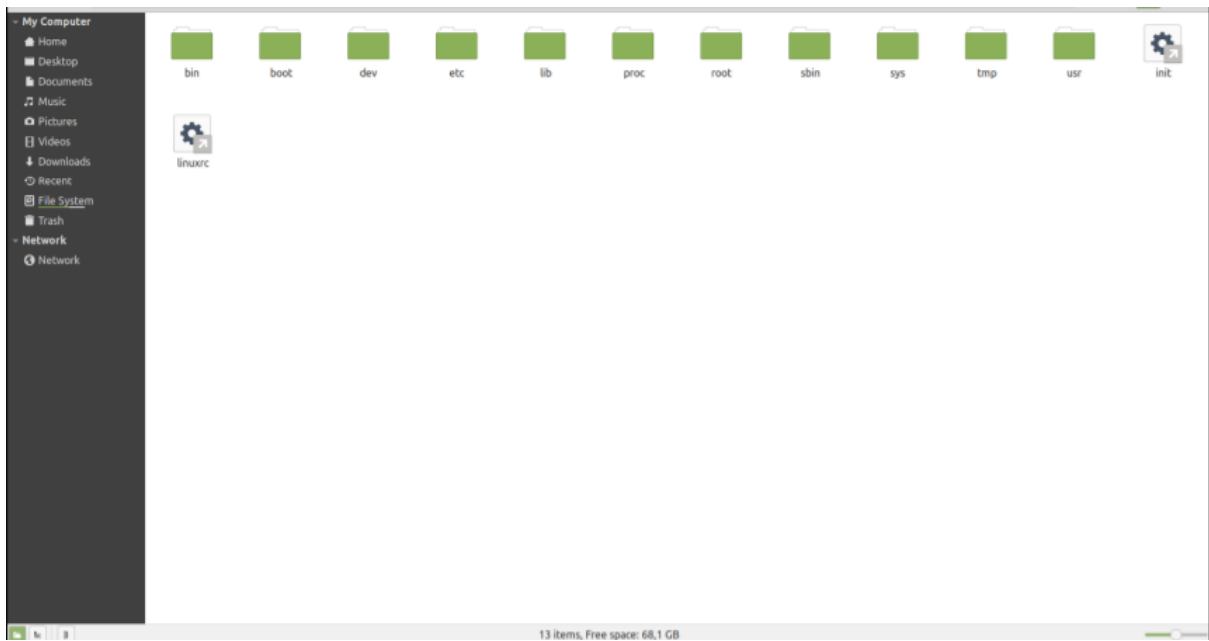 My Computer
Home
Desktop
Documents
Music
Pictures
Videos
Downloads
Recent
File System
Trash
Network
Network
bin boot dev etc lib proc root sbin sys tmp usr init
linuxrc
13 items, Free space: 68,1 GB